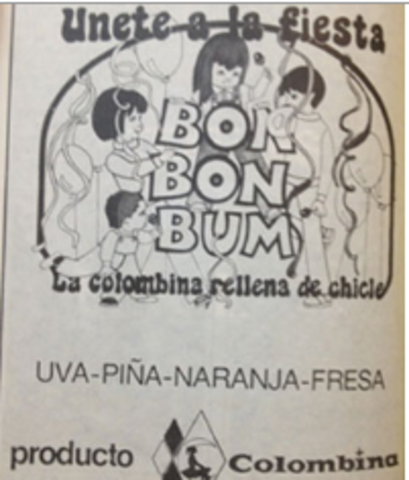 Unete a la fiesta
BON
BON
BUM
La colombina rellena de chicle
UVA-PIÑA-NARANJA-FRESA
producto Colombina